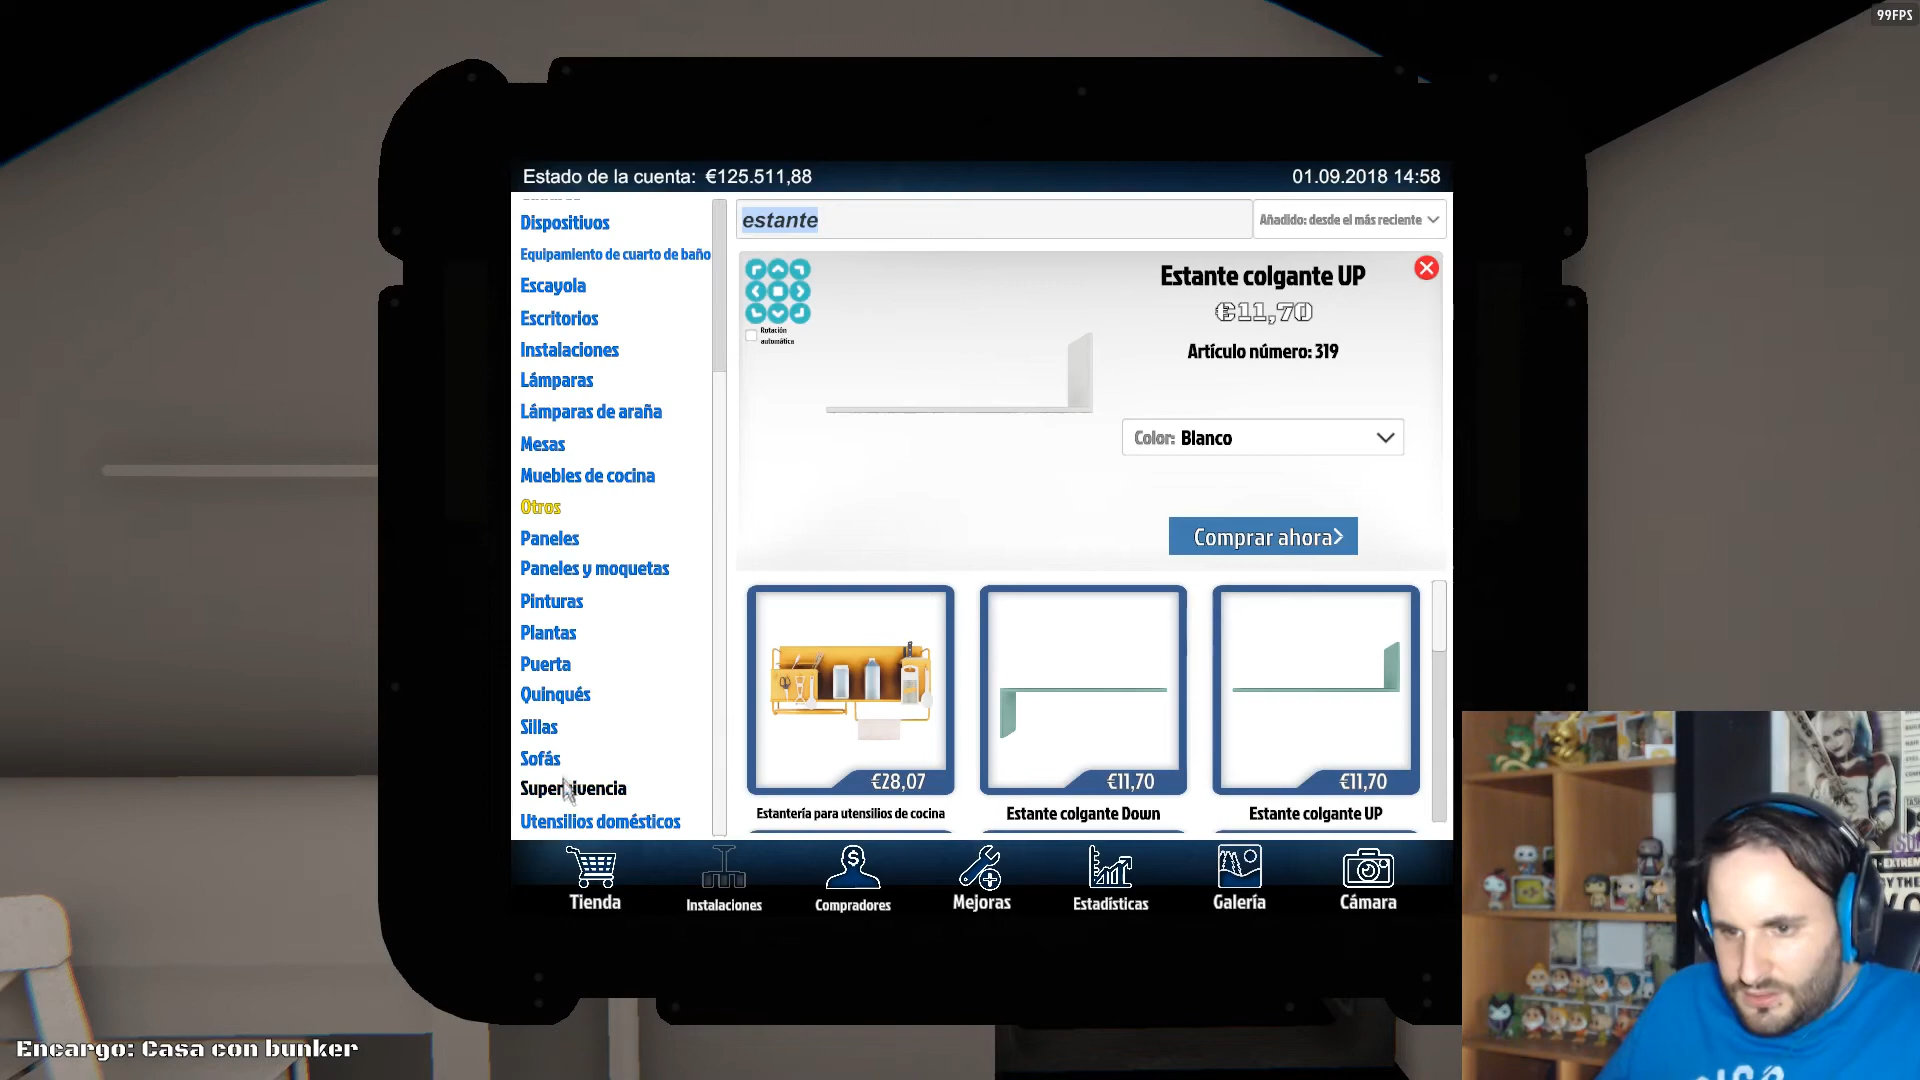 99FPS
Estado de la cuenta: €125.511,88
01.09.2018 14:58
Dispositivos
Equipamiento de cuarto de baño
Escayola
Escritorios
Instalaciones
Lámparas
Lámparas de araña
Mesas
Muebles de cocina
Otros
Paneles
Paneles y moquetas
Pinturas
Plantas
Puerta
Quinqués
Sillas
Sofás
Supervivencia
Utensilios domésticos
estante
Añadido: desde el más reciente
Rotación
automática
Estante colgante UP
€11,70
Artículo número: 319
Color: Blanco
Comprar ahora>
€28,07
€11,70
€11,70
Estantería para utensilios de cocina
Estante colgante Down
Estante colgante UP
Tienda
Instalaciones
Compradores
Mejoras
Estadísticas
Galería
Cámara
Encargo: Casa con bunker